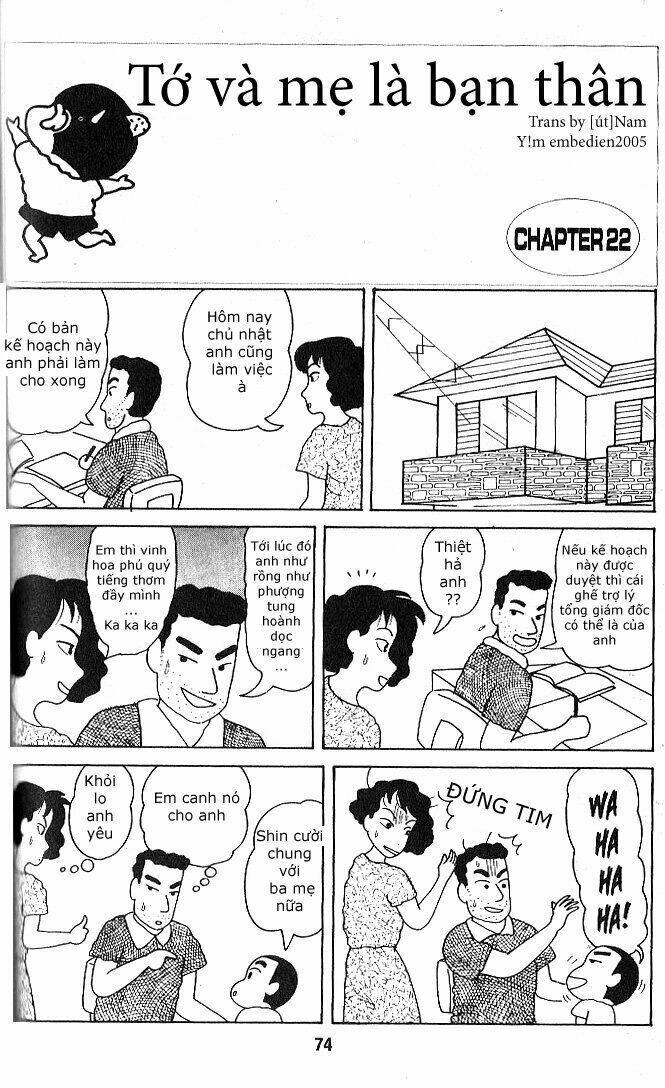 Tớ và mẹ là bạn thân
Trans by [út]Nam
Y!m embedien2005
CHAPTER 22
Hôm nay
chủ nhật
anh cũng
làm việc
à
Có bản
kế hoạch này
anh phải làm
cho xong
Nếu kế hoạch
này được
duyệt thì cái
ghế trợ lý
tổng giám đốc
có thể là của
anh
Thiệt
hả
anh
??
Tới lúc đó
anh như
rồng như
phượng
tung
hoành
dọc
ngang
...
Em thì vinh
hoa phú quý
tiếng thơm
đầy mình
...
Ka ka ka
WA
HA
HA
HA!
ĐỨNG TIM
Shin cười
chung
với
ba mẹ
nữa
Em canh nó
cho anh
Khỏi
lo
anh
yêu
74